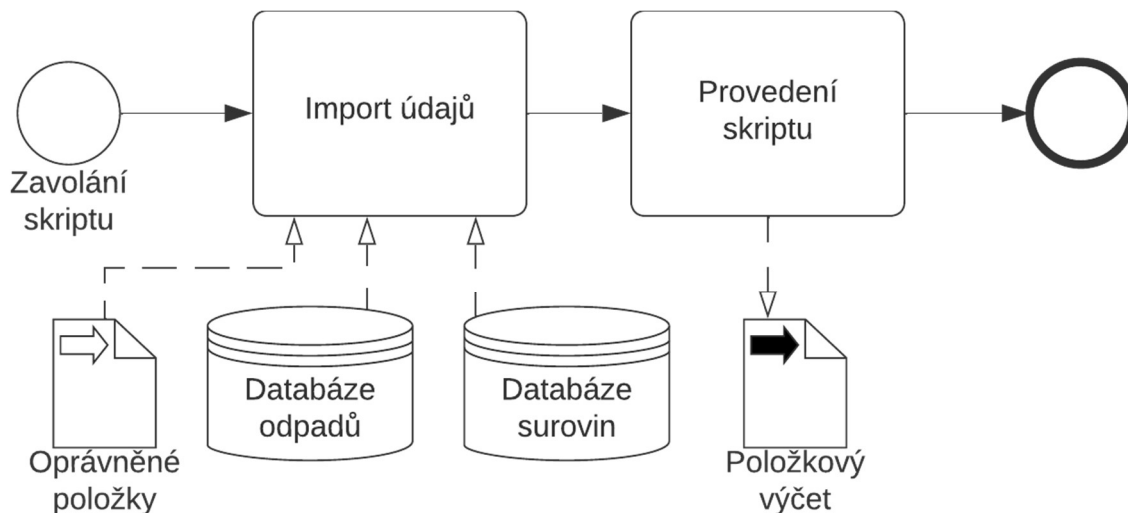 Import údajů
Provedení
skriptu
Zavolání
skriptu
Databáze
odpadů
Databáze
surovin
Oprávněné
položky
Položkový
výčet